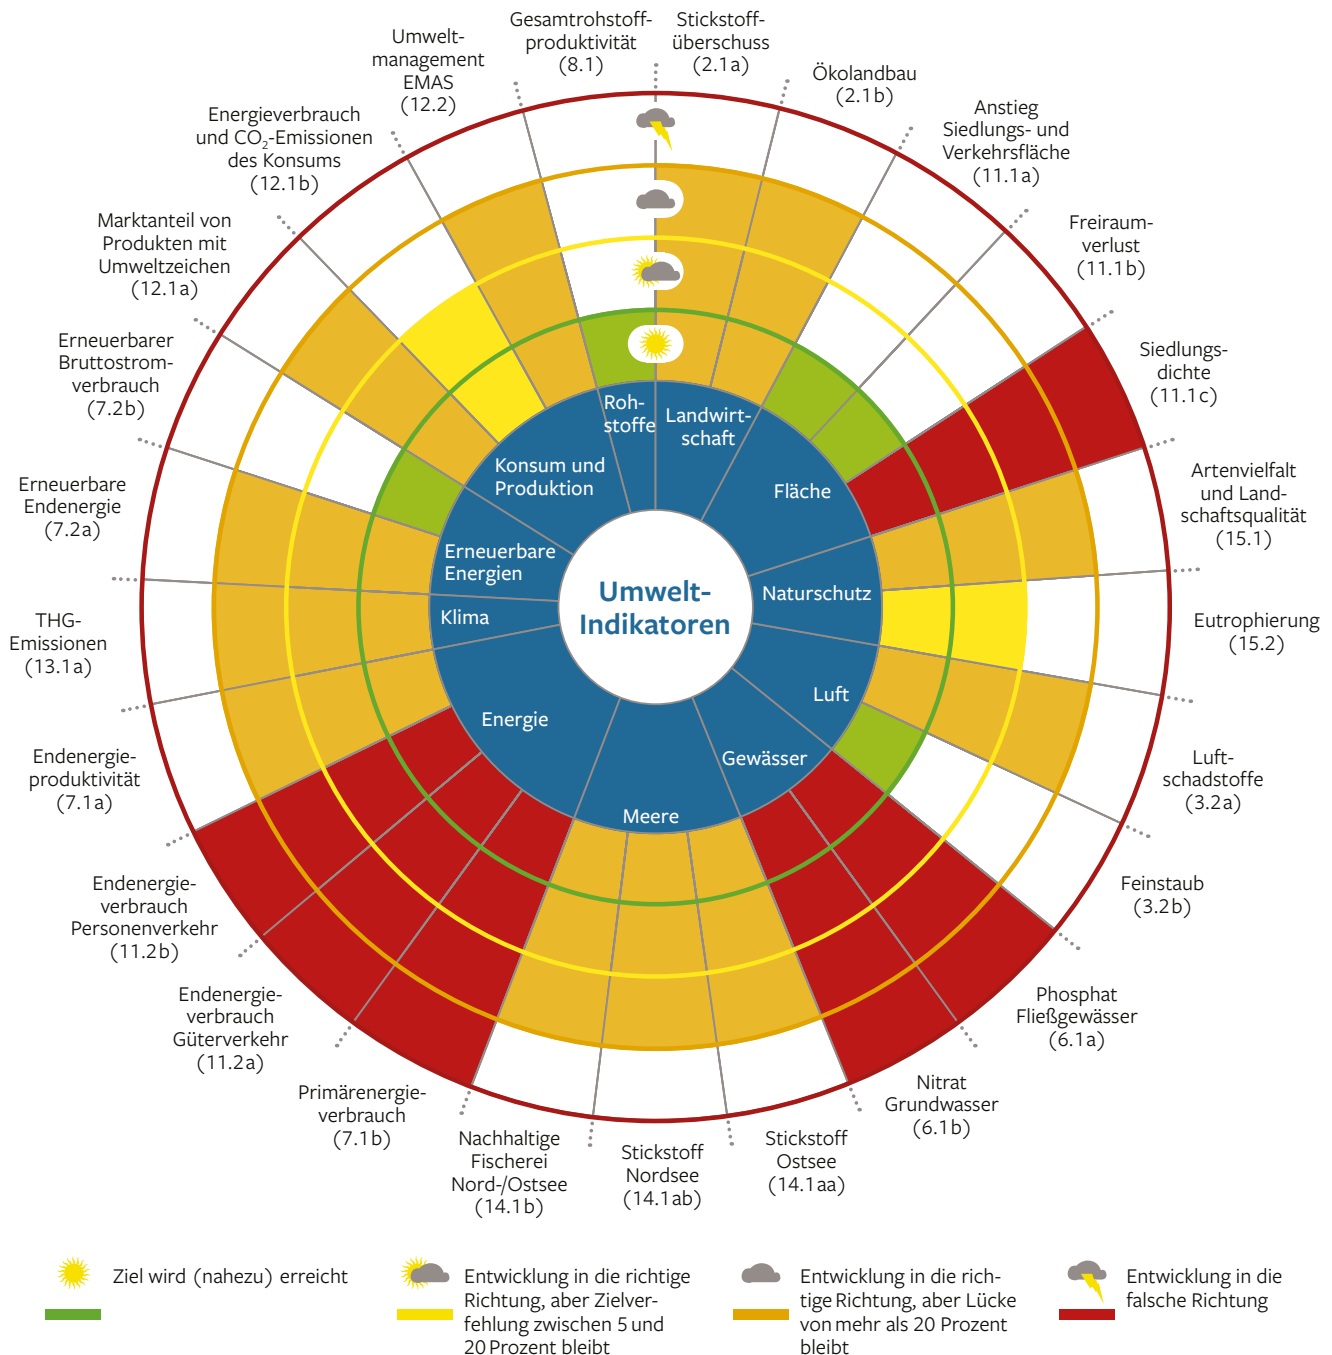 Gesamtrohstoff-
produktivität
(8.1)
Stickstoff-
überschuss
(2.1a)
Ökolandbau
(2.1b)
Anstieg
Siedlungs- und
Verkehrsfläche
(11.1a)
Freiraum-
verlust
(11.1b)
Siedlungs-
dichte
(11.1c)
Artenvielfalt
und Land-
schaftsqualität
(15.1)
Eutrophierung
(15.2)
Luft-
schadstoffe
(3.2a)
Feinstaub
(3.2b)
Phosphat
Fließgewässer
(6.1a)
Nitrat
Grundwasser
(6.1b)
Stickstoff
Ostsee
(14.1aa)
Stickstoff
Nordsee
(14.1ab)
Nachhaltige
Fischerei
Nord-/Ostsee
(14.1b)
Primärenergie-
verbrauch
(7.1b)
Endenergie-
verbrauch
Güterverkehr
(11.2a)
Endenergie-
verbrauch
Personenverkehr
(11.2b)
Endenergie-
produktivität
(7.1a)
THG-
Emissionen
(13.1a)
Erneuerbare
Endenergie
(7.2a)
Erneuerbarer
Bruttostrom-
verbrauch
(7.2b)
Marktanteil von
Produkten mit
Umweltzeichen
(12.1a)
Energieverbrauch
und CO₂-Emissionen
des Konsums
(12.1b)
Umwelt-
management
EMAS
(12.2)
Roh-
stoffe
Landwirt-
schaft
Fläche
Naturschutz
Luft
Gewässer
Meere
Energie
Klima
Erneuerbare
Energien
Konsum und
Produktion
Umwelt-
Indikatoren
Ziel wird (nahezu) erreicht
Entwicklung in die richtige
Richtung, aber Zielver-
fehlung zwischen 5 und
20 Prozent bleibt
Entwicklung in die rich-
tige Richtung, aber Lücke
von mehr als 20 Prozent
bleibt
Entwicklung in die
falsche Richtung